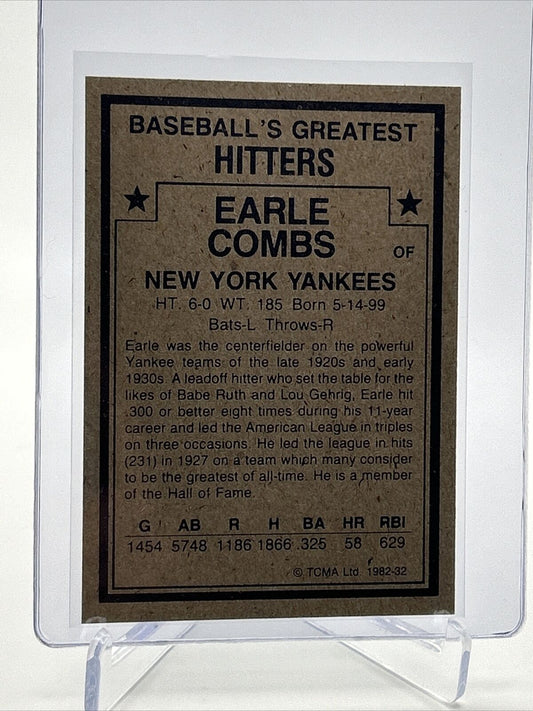 BASEBALL'S GREATEST
HITTERS
EARLE
COMBS
OF
NEW YORK YANKEES
HT. 6-0 WT. 185 Born 5-14-99
Bats-L Throws-R
Earle was the centerfielder on the powerful
Yankee teams of the late 1920s and early
1930s. A leadoff hitter who set the table for the
likes of Babe Ruth and Lou Gehrig, Earle hit
.300 or better eight times during his 11-year
career and led the American League in triples
on three occasions. He led the league in hits
(231) in 1927 on a team which many consider
to be the greatest of all-time. He is a member
of the Hall of Fame.
G AB R H BA HR RBI
1454 5748 1186 1866 .325 58 629
© TCMA Ltd. 1982-32